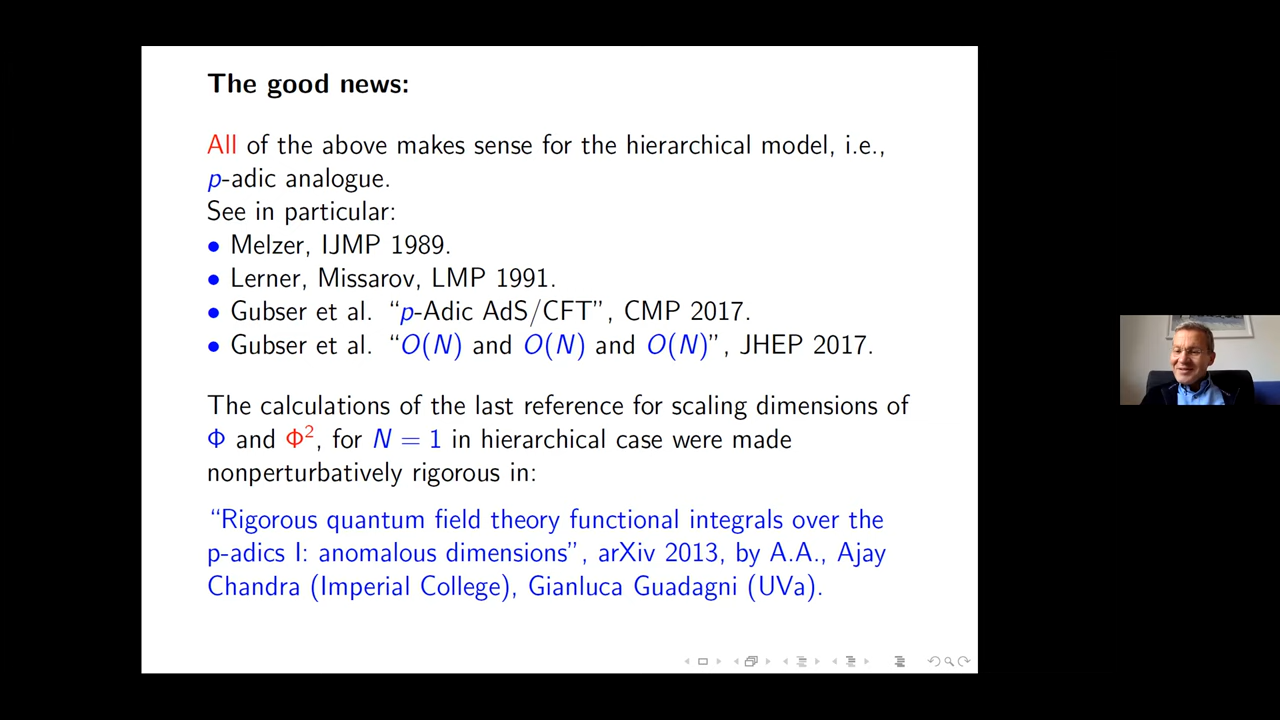 The good news:
All of the above makes sense for the hierarchical model, i.e.,
p-adic analogue.
See in particular:
• Melzer, IJMP 1989.
• Lerner, Missarov, LMP 1991.
• Gubser et al. “p-Adic AdS/CFT”, CMP 2017.
• Gubser et al. “O(N) and O(N) and O(N)”, JHEP 2017.
The calculations of the last reference for scaling dimensions of
Φ and Φ², for N = 1 in hierarchical case were made
nonperturbatively rigorous in:
“Rigorous quantum field theory functional integrals over the
p-adics I: anomalous dimensions”, arXiv 2013, by A.A., Ajay
Chandra (Imperial College), Gianluca Guadagni (UVa).